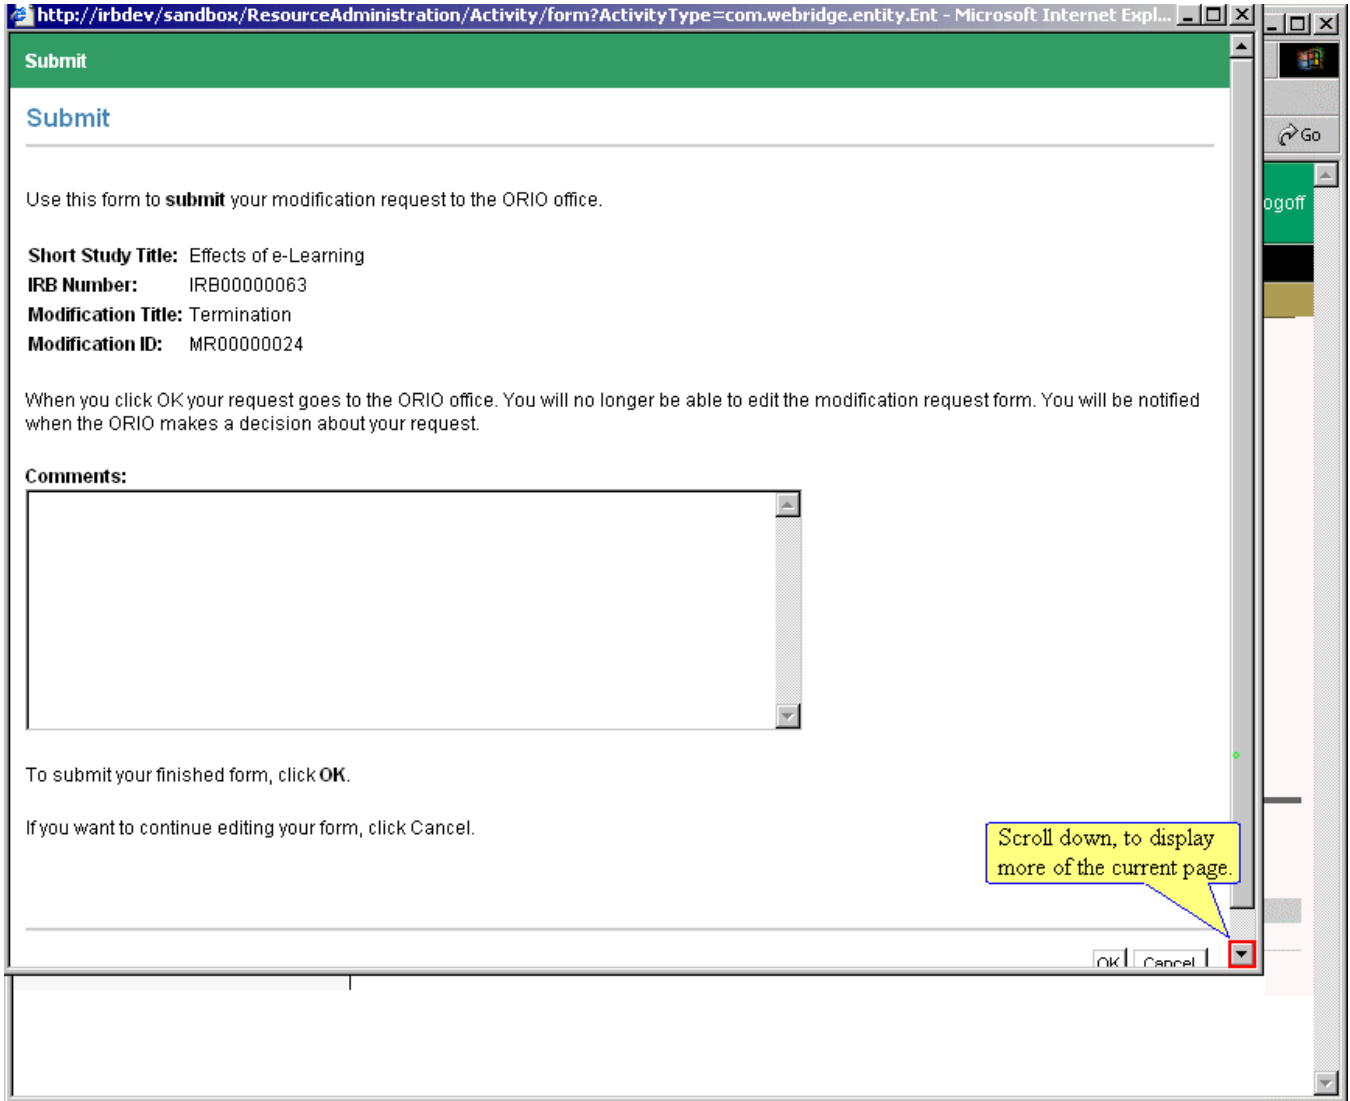 http://irbdev/sandbox/ResourceAdministration/Activity/form?ActivityType=com.webridge.entity.Ent - Microsoft Internet Expl...
Submit
Go
Submit
ogoff
Use this form to submit your modification request to the ORIO office.
Short Study Title: Effects of e-Learning
IRB Number: IRB00000063
Modification Title: Termination
Modification ID: MR00000024
When you click OK your request goes to the ORIO office. You will no longer be able to edit the modification request form. You will be notified
when the ORIO makes a decision about your request.
Comments:
To submit your finished form, click OK.
If you want to continue editing your form, click Cancel.
Scroll down, to display
more of the current page.
OK Cancel